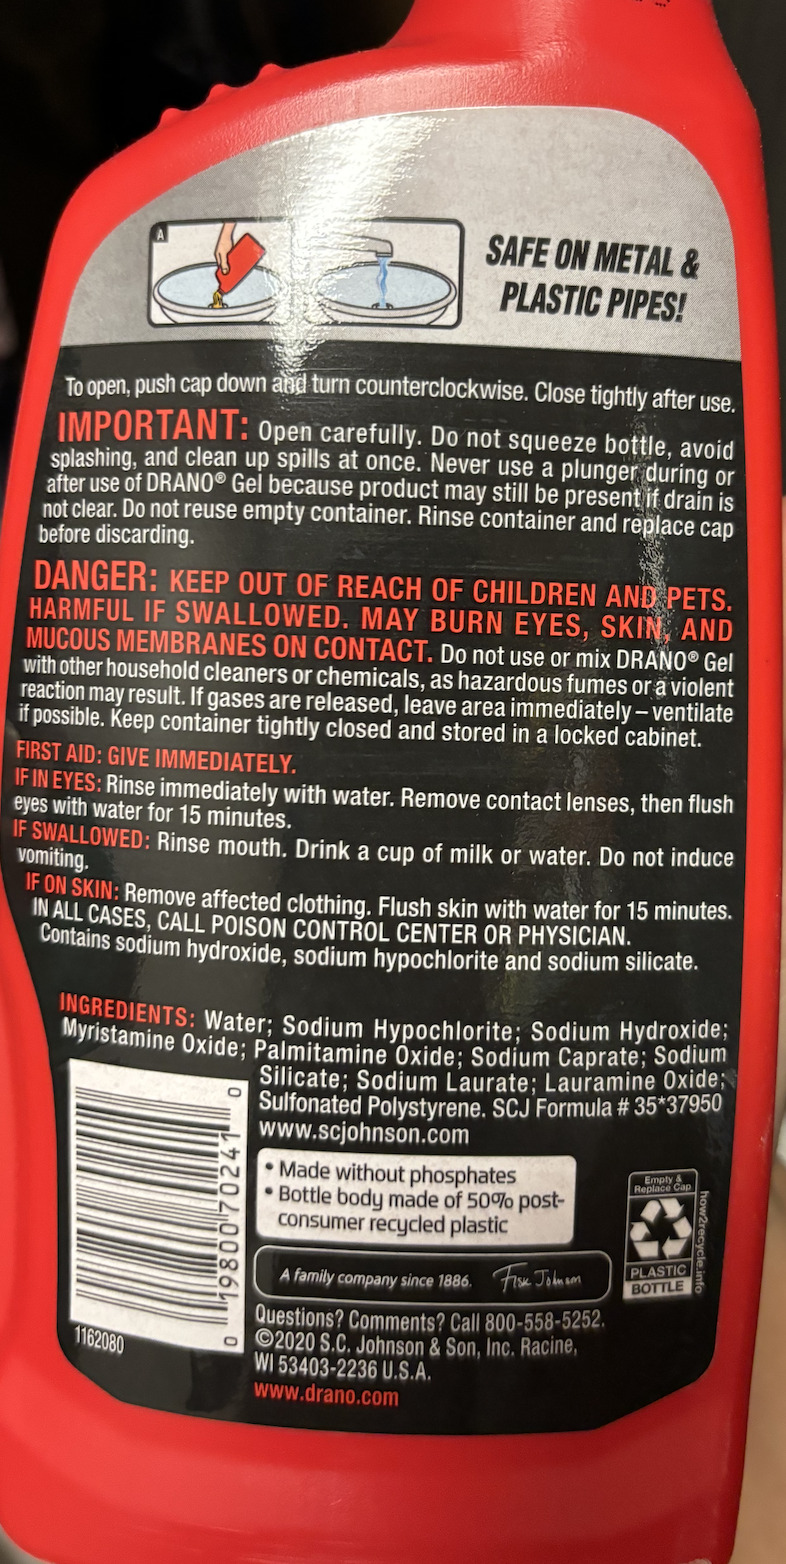 A
SAFE ON METAL &
PLASTIC PIPES!
To open, push cap down and turn counterclockwise. Close tightly after use.
IMPORTANT: Open carefully. Do not squeeze bottle, avoid
splashing, and clean up spills at once. Never use a plunger during or
after use of DRANO® Gel because product may still be present if drain is
not clear. Do not reuse empty container. Rinse container and replace cap
before discarding.
DANGER: KEEP OUT OF REACH OF CHILDREN AND PETS.
HARMFUL IF SWALLOWED. MAY BURN EYES, SKIN, AND
MUCOUS MEMBRANES ON CONTACT. Do not use or mix DRANO® Gel
with other household cleaners or chemicals, as hazardous fumes or a violent
reaction may result. If gases are released, leave area immediately – ventilate
if possible. Keep container tightly closed and stored in a locked cabinet.
FIRST AID: GIVE IMMEDIATELY.
IF IN EYES: Rinse immediately with water. Remove contact lenses, then flush
eyes with water for 15 minutes.
IF SWALLOWED: Rinse mouth. Drink a cup of milk or water. Do not induce
vomiting.
IF ON SKIN: Remove affected clothing. Flush skin with water for 15 minutes.
IN ALL CASES, CALL POISON CONTROL CENTER OR PHYSICIAN.
Contains sodium hydroxide, sodium hypochlorite and sodium silicate.
INGREDIENTS: Water; Sodium Hypochlorite; Sodium Hydroxide;
Myristamine Oxide; Palmitamine Oxide; Sodium Caprate; Sodium
Silicate; Sodium Laurate; Lauramine Oxide;
Sulfonated Polystyrene. SCJ Formula # 35*37950
www.scjohnson.com
• Made without phosphates
• Bottle body made of 50% post-
consumer recycled plastic
A family company since 1886. Fisk Johnson
Questions? Comments? Call 800-558-5252.
©2020 S.C. Johnson & Son, Inc. Racine,
WI 53403-2236 U.S.A.
www.drano.com
0 19800 70241 0
1162080
Empty &
Replace Cap
PLASTIC
BOTTLE
how2recycle.info